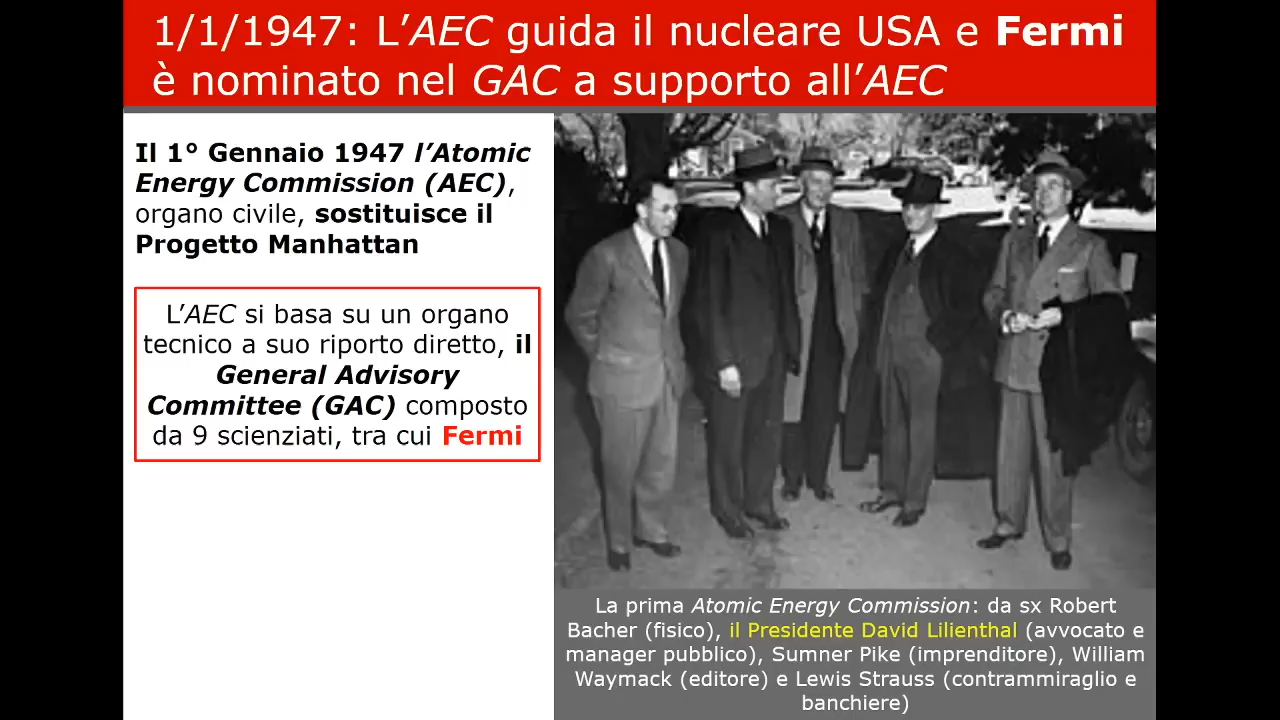 1/1/1947: L’AEC guida il nucleare USA e Fermi
è nominato nel GAC a supporto all’AEC
Il 1° Gennaio 1947 l’Atomic
Energy Commission (AEC),
organo civile, sostituisce il
Progetto Manhattan
L’AEC si basa su un organo
tecnico a suo riporto diretto, il
General Advisory
Committee (GAC) composto
da 9 scienziati, tra cui Fermi
La prima Atomic Energy Commission: da sx Robert
Bacher (fisico), il Presidente David Lilienthal (avvocato e
manager pubblico), Sumner Pike (imprenditore), William
Waymack (editore) e Lewis Strauss (contrammiraglio e
banchiere)